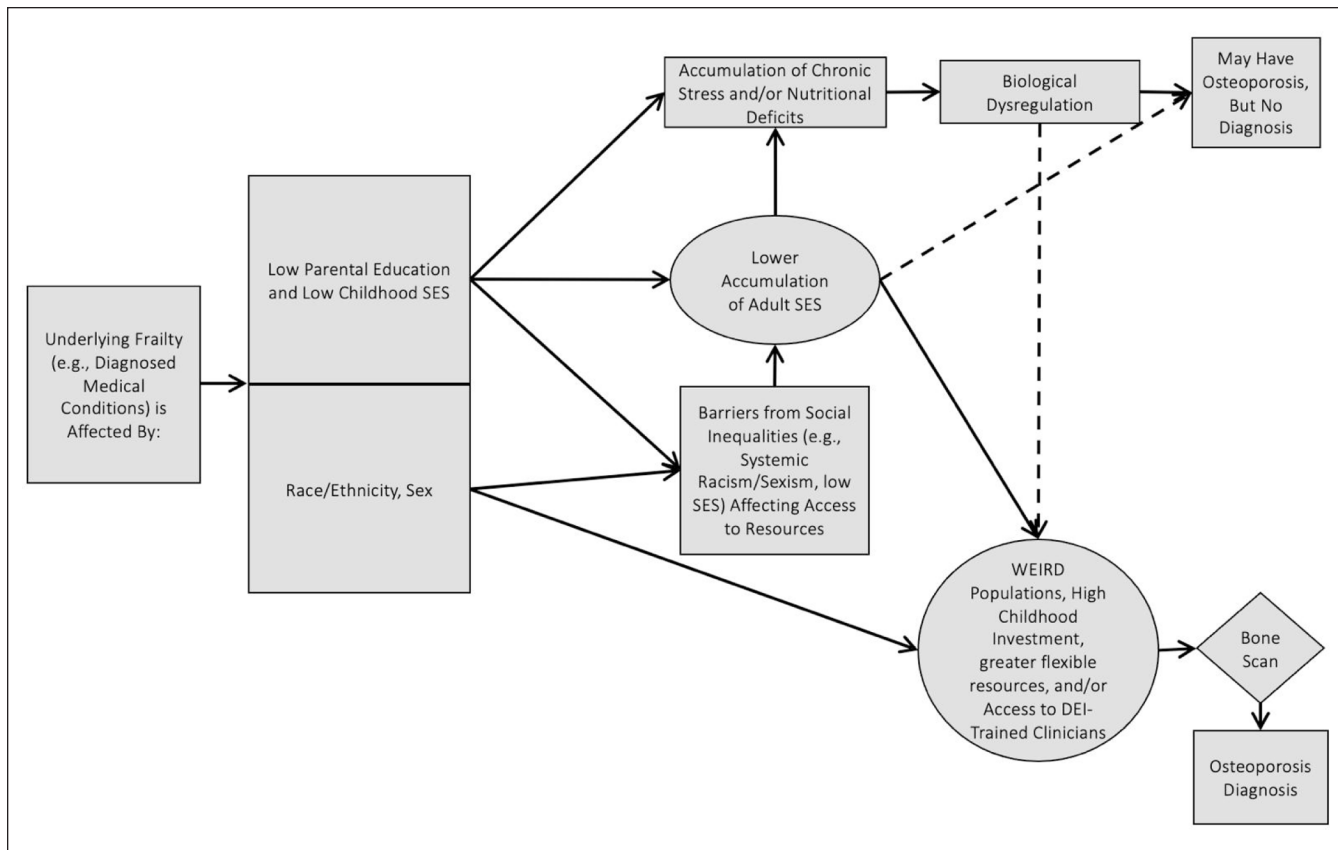 Underlying Frailty
(e.g., Diagnosed
Medical
Conditions) is
Affected By:
Low Parental Education
and Low Childhood SES
Race/Ethnicity, Sex
Accumulation of Chronic
Stress and/or Nutritional
Deficits
Lower
Accumulation
of Adult SES
Barriers from Social
Inequalities (e.g.,
Systemic
Racism/Sexism, low
SES) Affecting Access
to Resources
Biological
Dysregulation
May Have
Osteoporosis,
But No
Diagnosis
WEIRD
Populations, High
Childhood
Investment,
greater flexible
resources, and/or
Access to DEI-
Trained Clinicians
Bone
Scan
Osteoporosis
Diagnosis